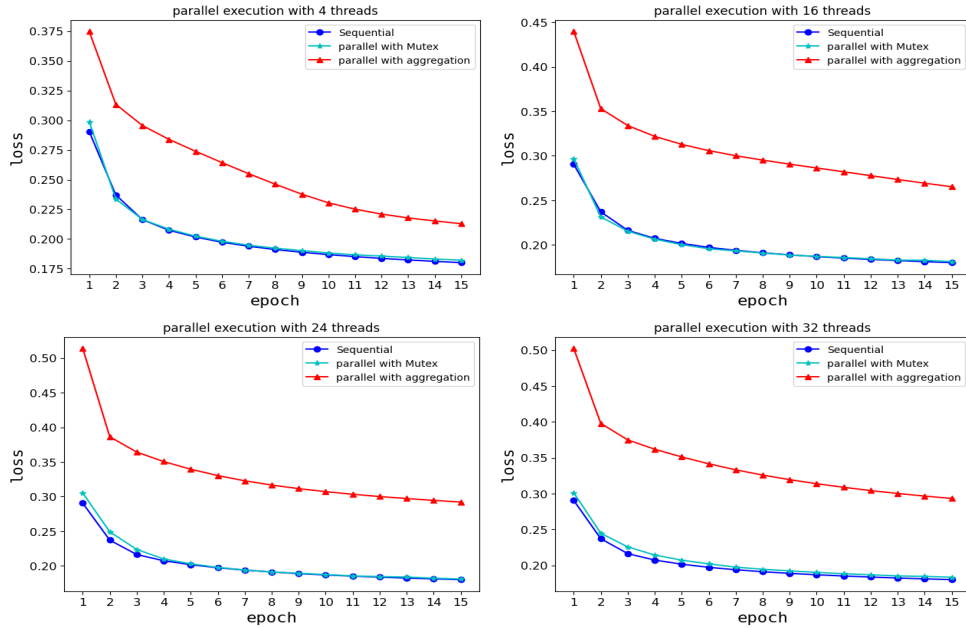 parallel execution with 4 threads
0.375
0.350
0.325
0.300
0.275
0.250
0.225
0.200
0.175
loss
Sequential
parallel with Mutex
parallel with aggregation
1 2 3 4 5 6 7 8 9 10 11 12 13 14 15
epoch
parallel execution with 16 threads
0.45
0.40
0.35
0.30
0.25
0.20
loss
Sequential
parallel with Mutex
parallel with aggregation
1 2 3 4 5 6 7 8 9 10 11 12 13 14 15
epoch
parallel execution with 24 threads
0.50
0.45
0.40
0.35
0.30
0.25
0.20
loss
Sequential
parallel with Mutex
parallel with aggregation
1 2 3 4 5 6 7 8 9 10 11 12 13 14 15
epoch
parallel execution with 32 threads
0.50
0.45
0.40
0.35
0.30
0.25
0.20
loss
Sequential
parallel with Mutex
parallel with aggregation
1 2 3 4 5 6 7 8 9 10 11 12 13 14 15
epoch